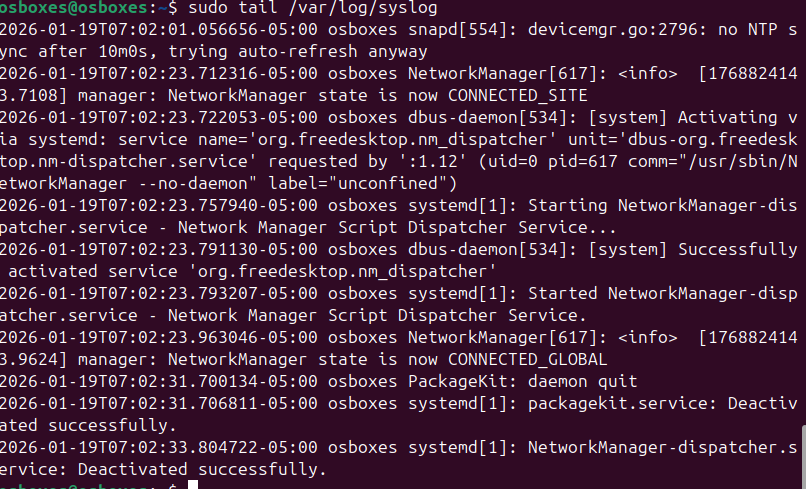 osboxes@osboxes:~$ sudo tail /var/log/syslog
2026-01-19T07:02:01.056656-05:00 osboxes snapd[554]: devicemgr.go:2796: no NTP s
ync after 10m0s, trying auto-refresh anyway
2026-01-19T07:02:23.712316-05:00 osboxes NetworkManager[617]: <info>  [176882414
3.7108] manager: NetworkManager state is now CONNECTED_SITE
2026-01-19T07:02:23.722053-05:00 osboxes dbus-daemon[534]: [system] Activating v
ia systemd: service name='org.freedesktop.nm_dispatcher' unit='dbus-org.freedesk
top.nm-dispatcher.service' requested by ':1.12' (uid=0 pid=617 comm="/usr/sbin/N
etworkManager --no-daemon" label="unconfined")
2026-01-19T07:02:23.757940-05:00 osboxes systemd[1]: Starting NetworkManager-dis
patcher.service - Network Manager Script Dispatcher Service...
2026-01-19T07:02:23.791130-05:00 osboxes dbus-daemon[534]: [system] Successfully
 activated service 'org.freedesktop.nm_dispatcher'
2026-01-19T07:02:23.793207-05:00 osboxes systemd[1]: Started NetworkManager-disp
atcher.service - Network Manager Script Dispatcher Service.
2026-01-19T07:02:23.963046-05:00 osboxes NetworkManager[617]: <info>  [176882414
3.9624] manager: NetworkManager state is now CONNECTED_GLOBAL
2026-01-19T07:02:31.700134-05:00 osboxes PackageKit: daemon quit
2026-01-19T07:02:31.706811-05:00 osboxes systemd[1]: packagekit.service: Deactiv
ated successfully.
2026-01-19T07:02:33.804722-05:00 osboxes systemd[1]: NetworkManager-dispatcher.s
ervice: Deactivated successfully.
osboxes@osboxes:~$